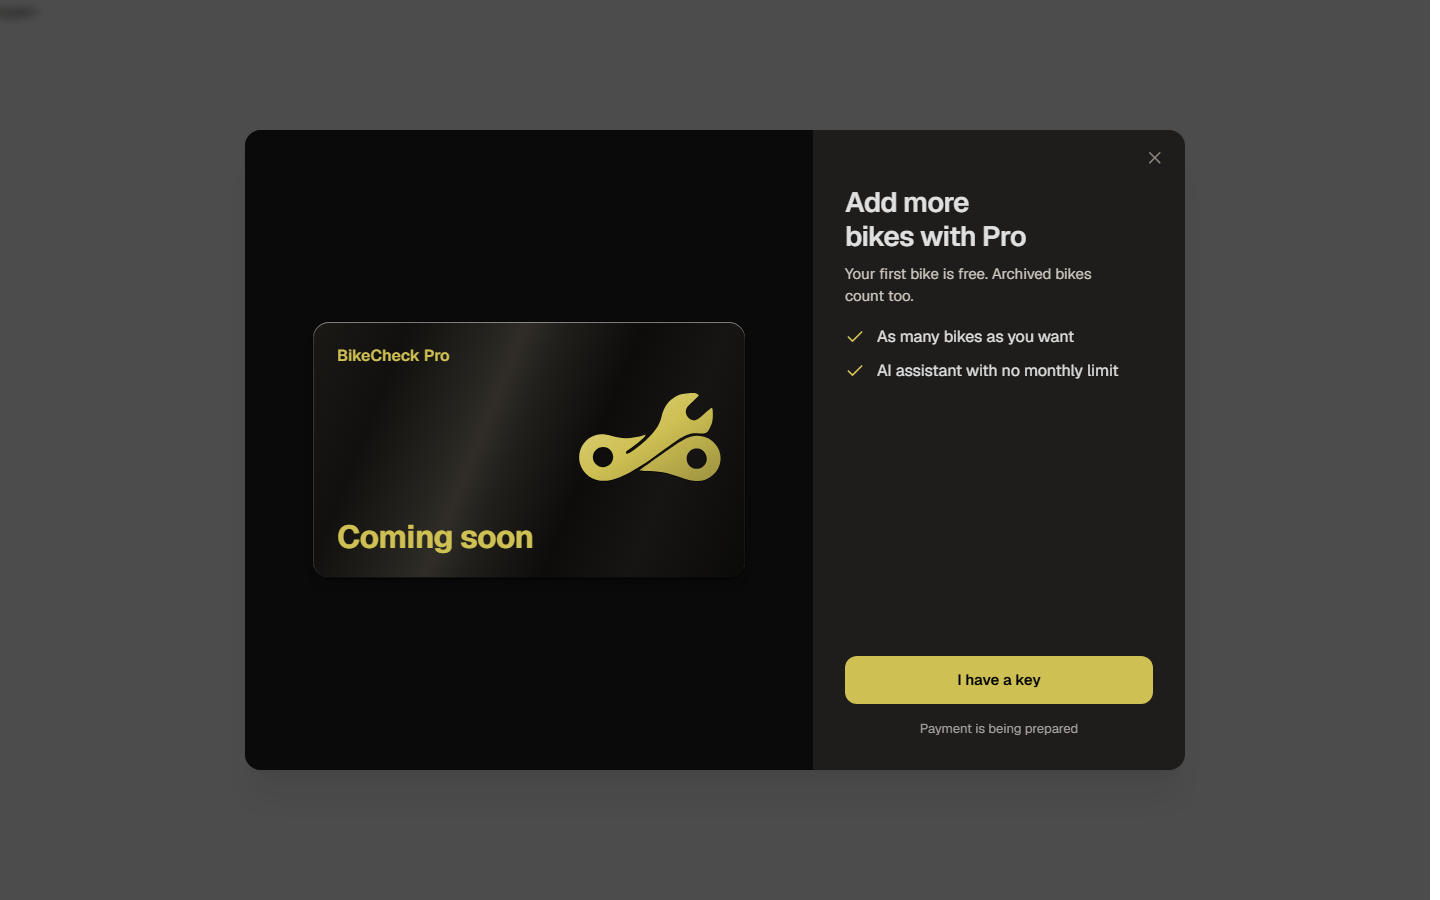 BikeCheck Pro
Coming soon
Add more
bikes with Pro
Your first bike is free. Archived bikes
count too.
As many bikes as you want
AI assistant with no monthly limit
I have a key
Payment is being prepared